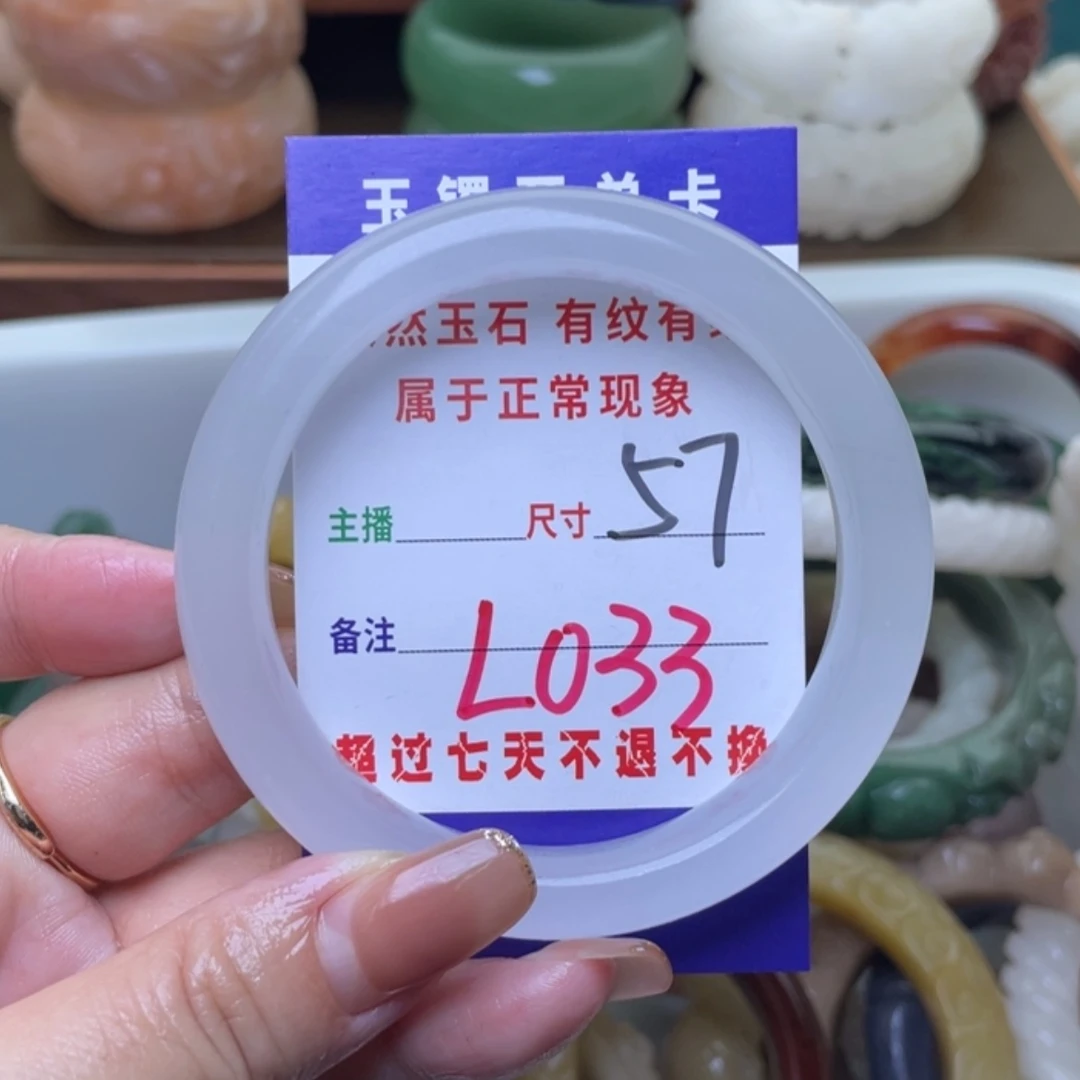 玉镯
卡
然玉石 有纹有
属于正常现象
主播 尺寸 57
备注 L033
超过七天不退不换